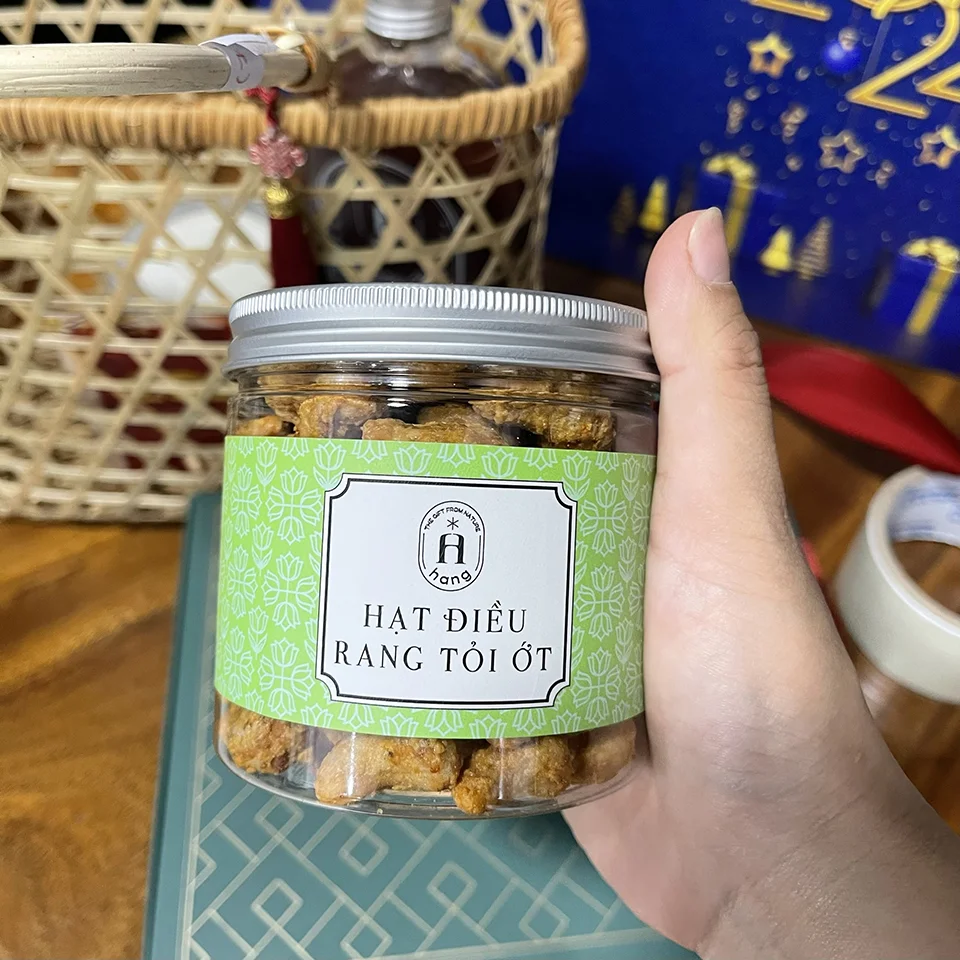 THE GIFT FROM NATURE
hang
HẠT ĐIỀU
RANG TỎI ỚT